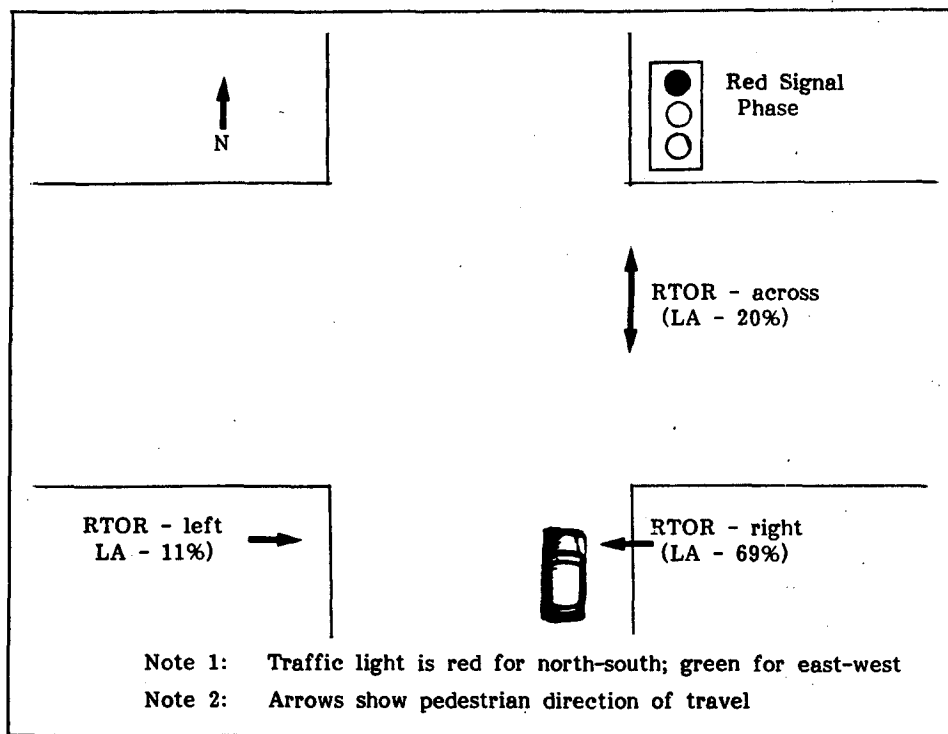 Red Signal
Phase
N
RTOR - across
(LA - 20%)
RTOR - left
LA - 11%)
RTOR - right
(LA - 69%)
Note 1: Traffic light is red for north-south; green for east-west
Note 2: Arrows show pedestrian direction of travel